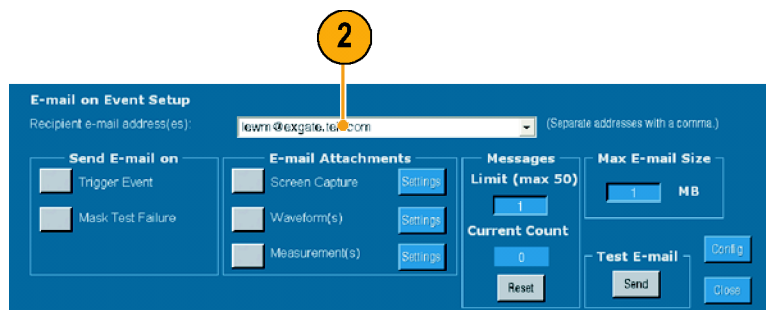 2
E-mail on Event Setup
Recipient e-mail address(es):
(Separate addresses with a comma.)
Send E-mail on
Trigger Event
Mask Test Failure
E-mail Attachments
Screen Capture Settings
Waveform(s) Settings
Measurement(s) Settings
Messages
Limit (max 50)
1
Current Count
0
Reset
Max E-mail Size
1 MB
Test E-mail
Send
Config
Close